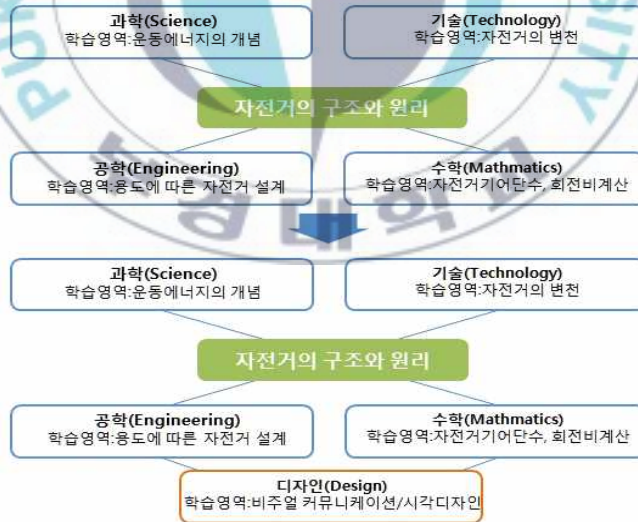 과학(Science)
학습영역:운동에너지의 개념
기술(Technology)
학습영역:자전거의 변천
자전거의 구조와 원리
공학(Engineering)
학습영역:용도에 따른 자전거 설계
수학(Mathmatics)
학습영역:자전거기어단수, 회전비계산
부경대학교
과학(Science)
학습영역:운동에너지의 개념
기술(Technology)
학습영역:자전거의 변천
자전거의 구조와 원리
공학(Engineering)
학습영역:용도에 따른 자전거 설계
수학(Mathmatics)
학습영역:자전거기어단수, 회전비계산
디자인(Design)
학습영역:비주얼 커뮤니케이션/시각디자인